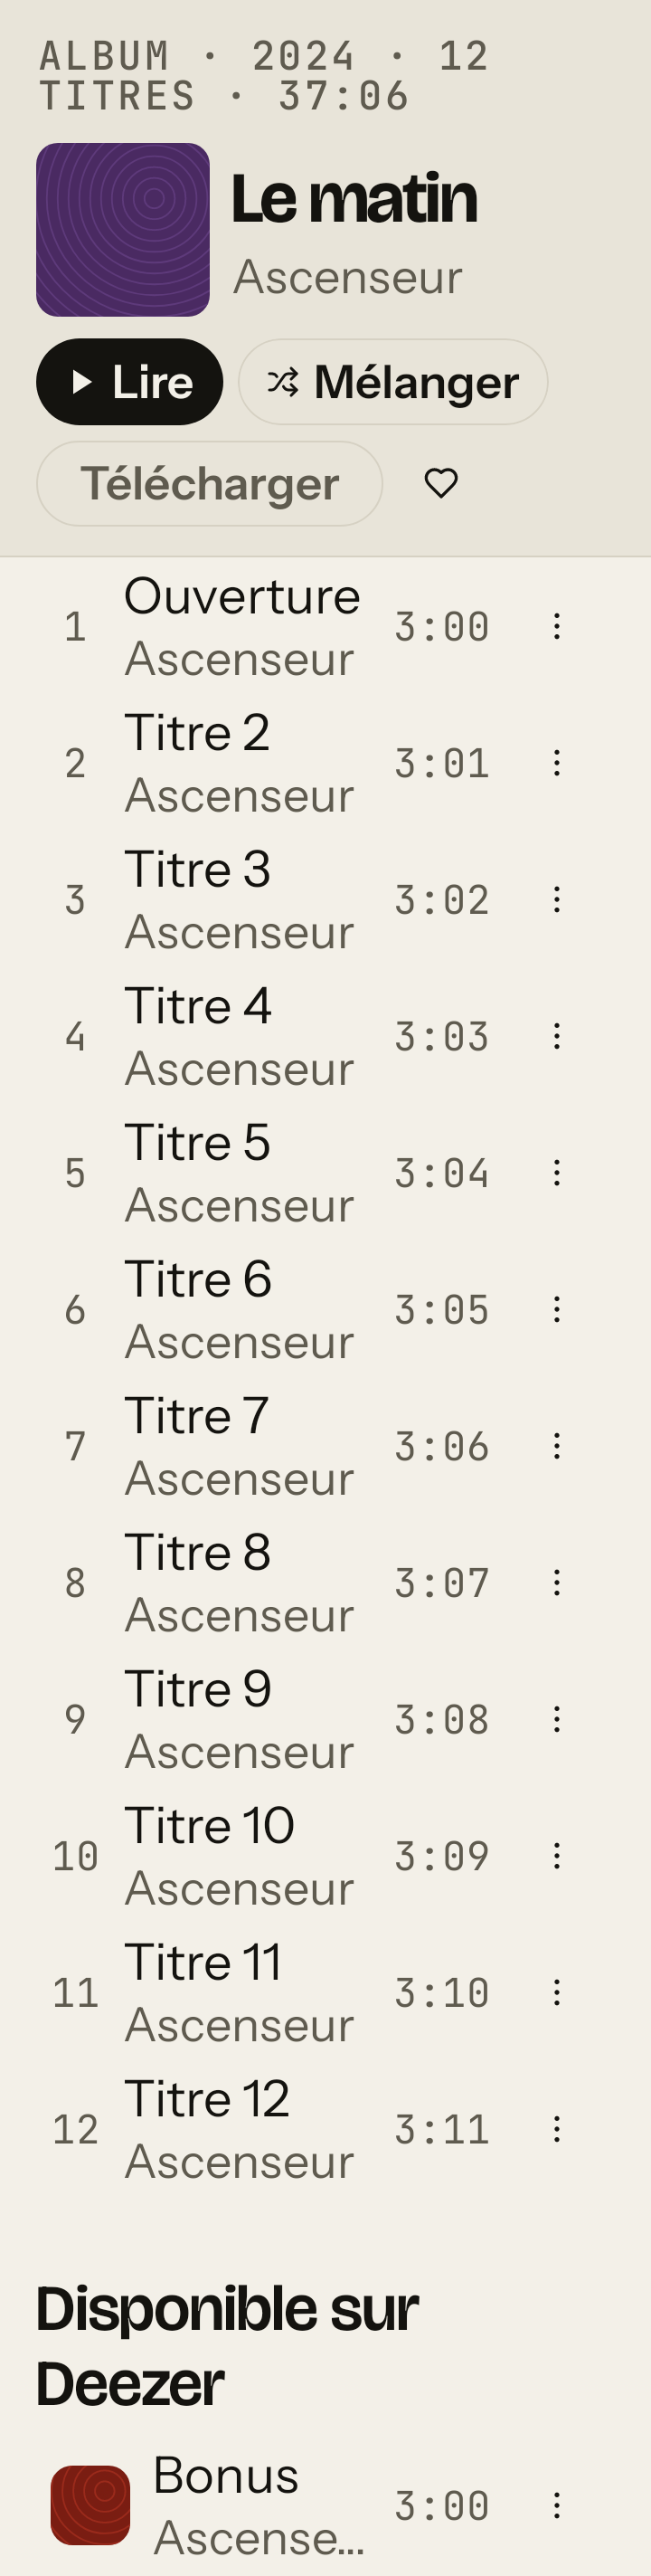 ALBUM · 2024 · 12
TITRES · 37:06
Le matin
Ascenseur
Lire
Mélanger
Télécharger
1 Ouverture 3:00
Ascenseur
2 Titre 2 3:01
Ascenseur
3 Titre 3 3:02
Ascenseur
4 Titre 4 3:03
Ascenseur
5 Titre 5 3:04
Ascenseur
6 Titre 6 3:05
Ascenseur
7 Titre 7 3:06
Ascenseur
8 Titre 8 3:07
Ascenseur
9 Titre 9 3:08
Ascenseur
10 Titre 10 3:09
Ascenseur
11 Titre 11 3:10
Ascenseur
12 Titre 12 3:11
Ascenseur
Disponible sur
Deezer
Bonus 3:00
Ascense...